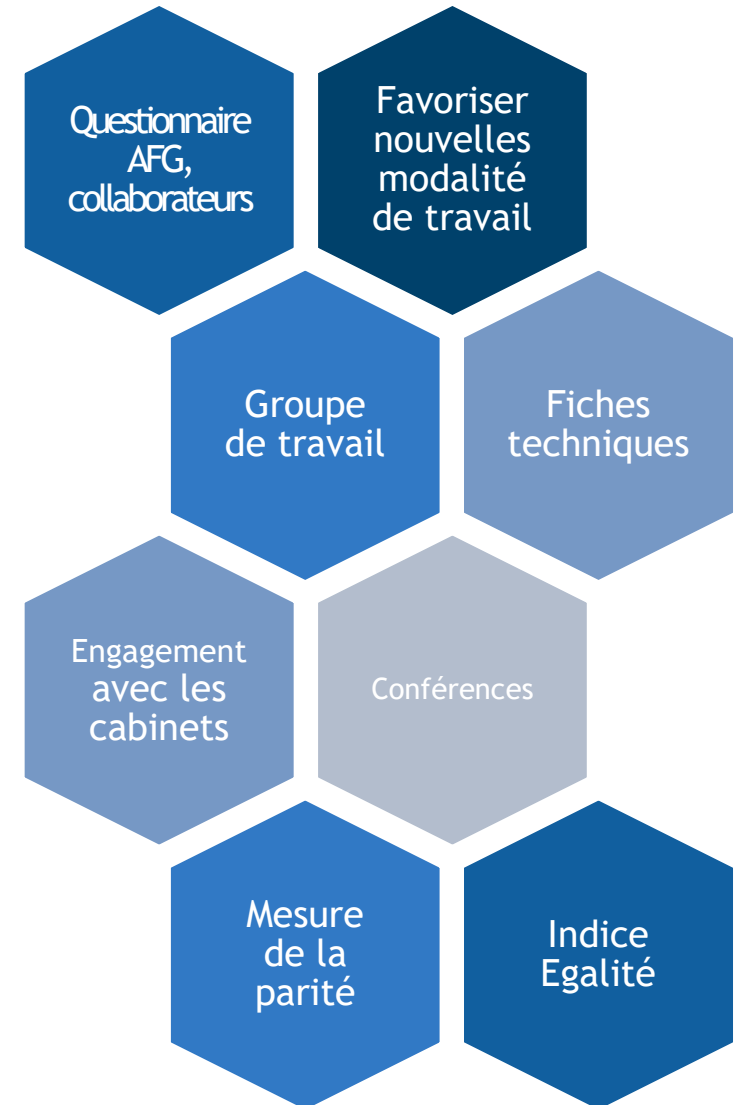 Questionnaire
AFG,
collaborateurs
Favoriser
nouvelles
modalité
de travail
Groupe
de travail
Fiches
techniques
Engagement
avec les
cabinets
Conférences
Mesure
de la
parité
Indice
Egalité